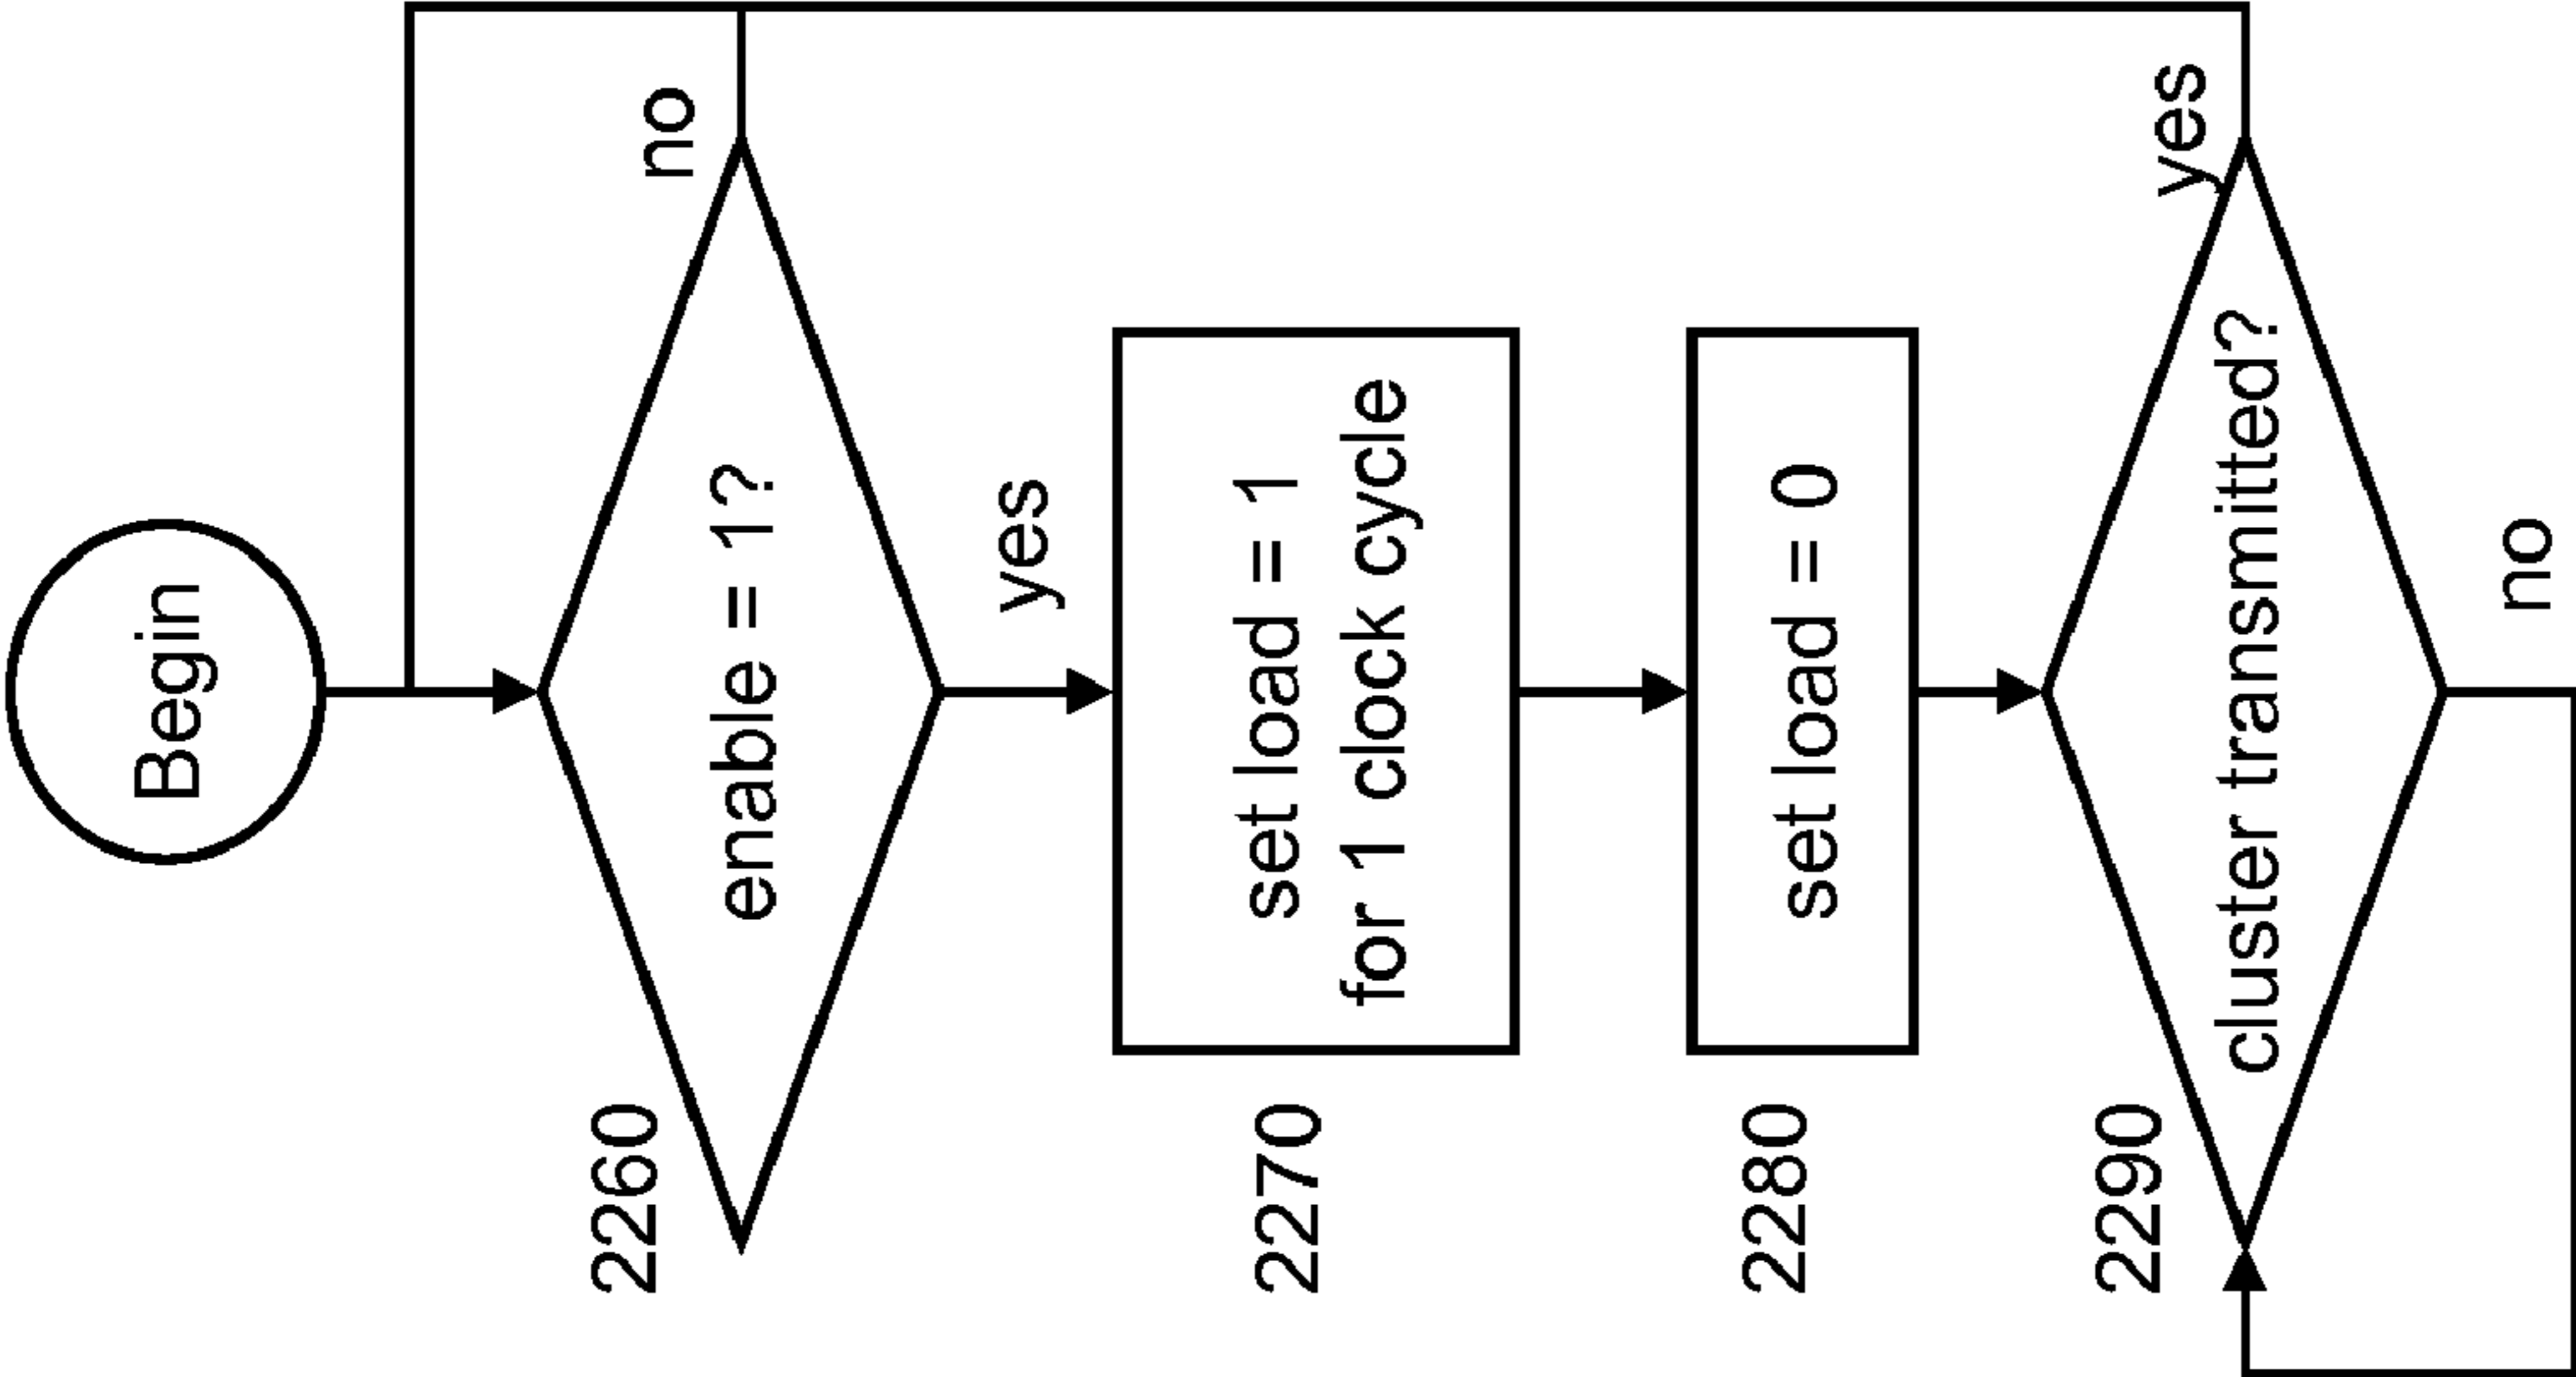 Begin
2260
enable = 1?
no
yes
2270
set load = 1
for 1 clock cycle
2280
set load = 0
2290
cluster transmitted?
yes
no